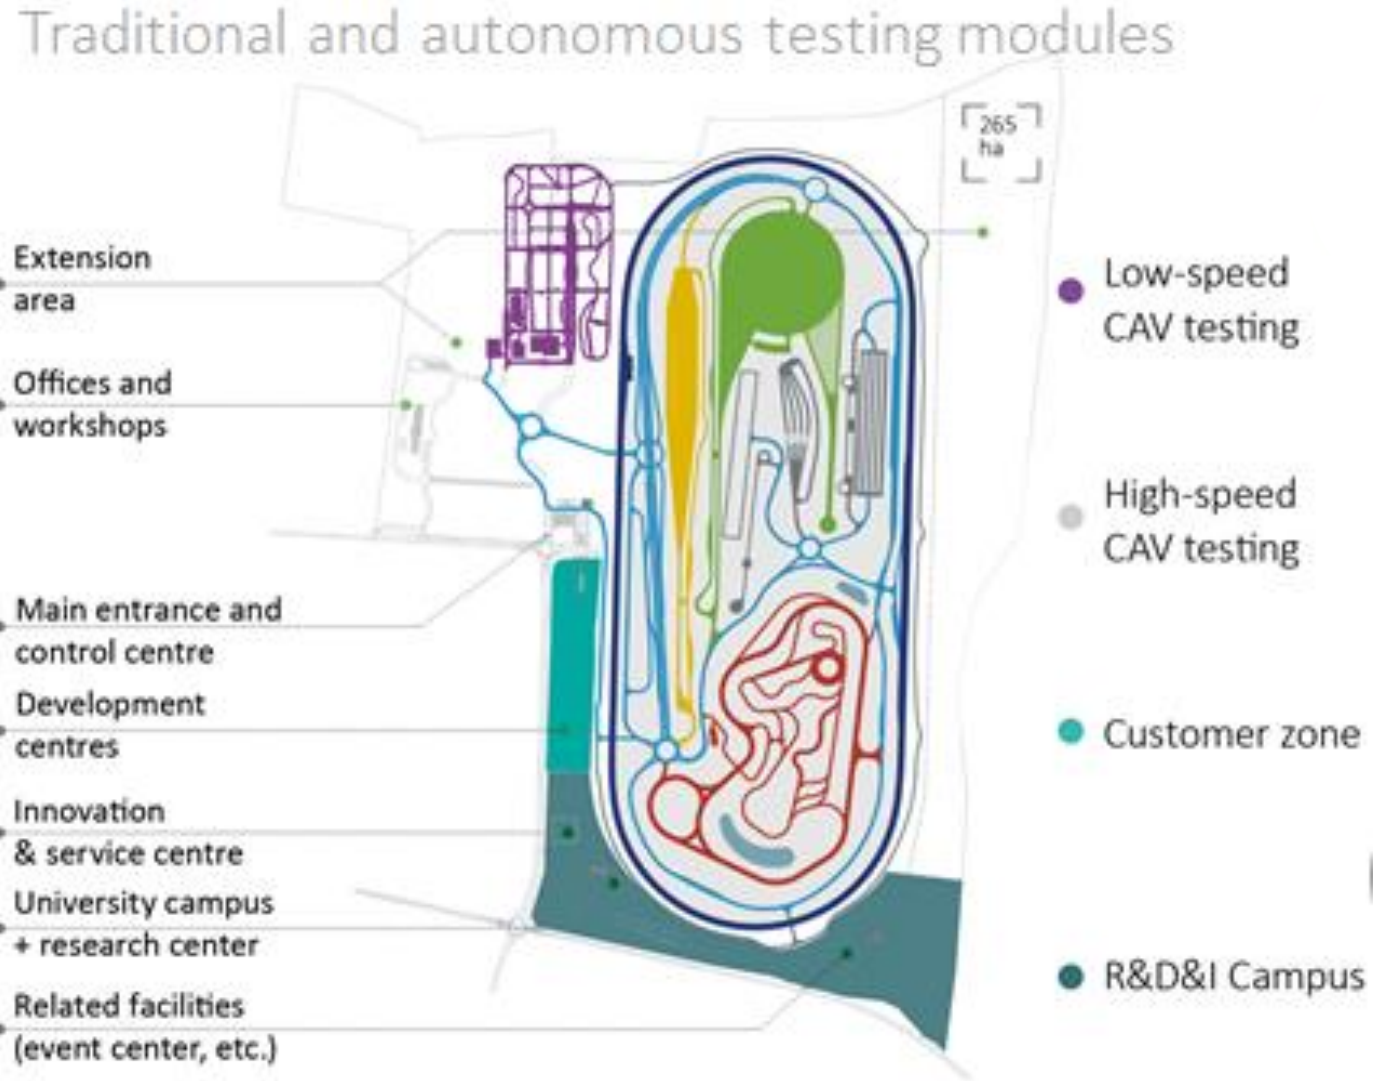 Traditional and autonomous testing modules
265
ha
Extension
area
Offices and
workshops
Main entrance and
control centre
Development
centres
Innovation
& service centre
University campus
+ research center
Related facilities
(event center, etc.)
Low-speed
CAV testing
High-speed
CAV testing
Customer zone
R&D&I Campus